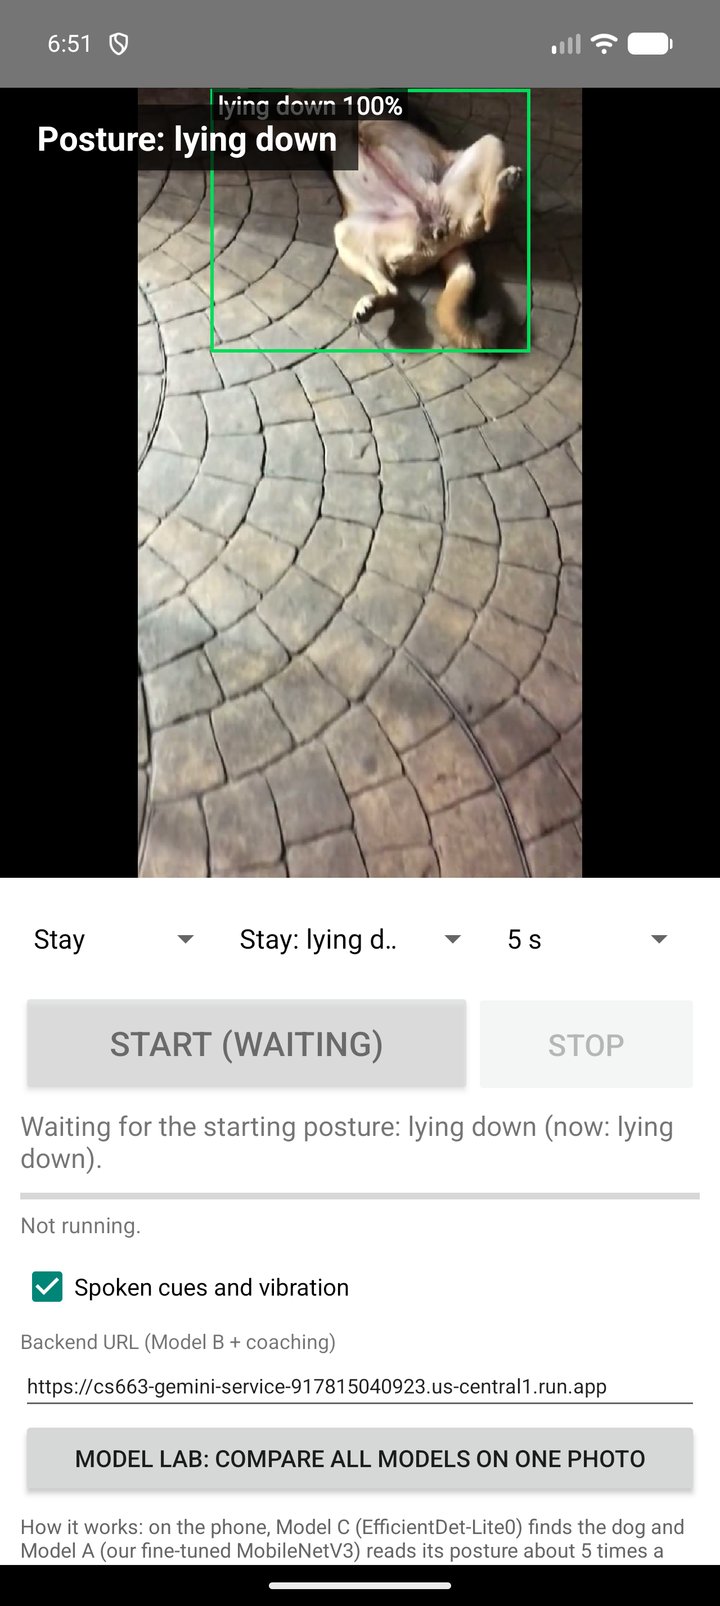 6:51
lying down 100%
Posture: lying down
Stay
Stay: lying d..
5 s
START (WAITING)
STOP
Waiting for the starting posture: lying down (now: lying
down).
Not running.
Spoken cues and vibration
Backend URL (Model B + coaching)
https://cs663-gemini-service-917815040923.us-central1.run.app
MODEL LAB: COMPARE ALL MODELS ON ONE PHOTO
How it works: on the phone, Model C (EfficientDet-Lite0) finds the dog and
Model A (our fine-tuned MobileNetV3) reads its posture about 5 times a